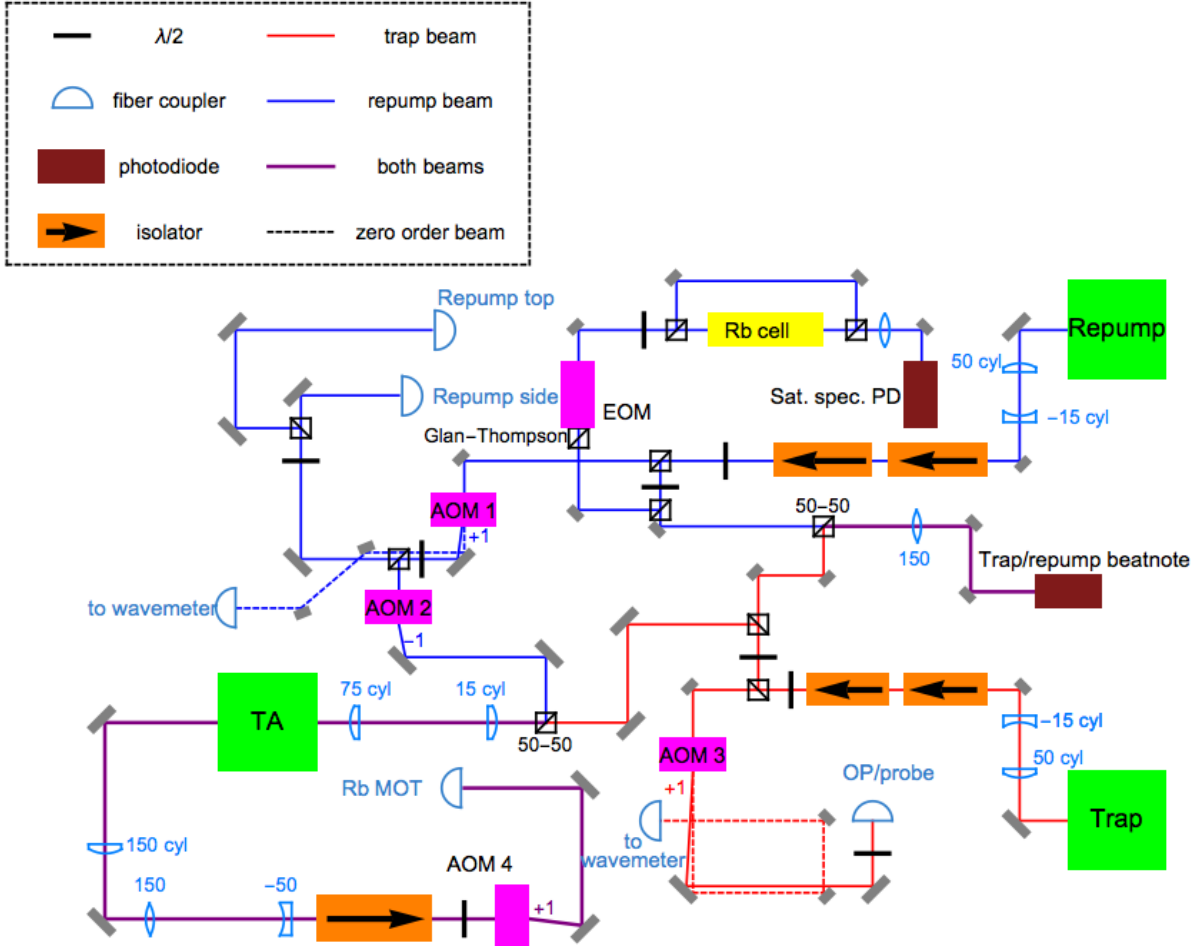 λ/2
trap beam
fiber coupler
repump beam
photodiode
both beams
isolator
zero order beam
Repump top
Repump
Rb cell
50 cyl
Repump side
EOM
Sat. spec. PD
-15 cyl
Glan-Thompson
AOM 1
50-50
+1
150
Trap/repump beatnote
to wavemeter
AOM 2
-1
75 cyl
15 cyl
TA
50-50
-15 cyl
AOM 3
50 cyl
Rb MOT
+1
OP/probe
Trap
to
wavemeter
150 cyl
AOM 4
150
-50
+1